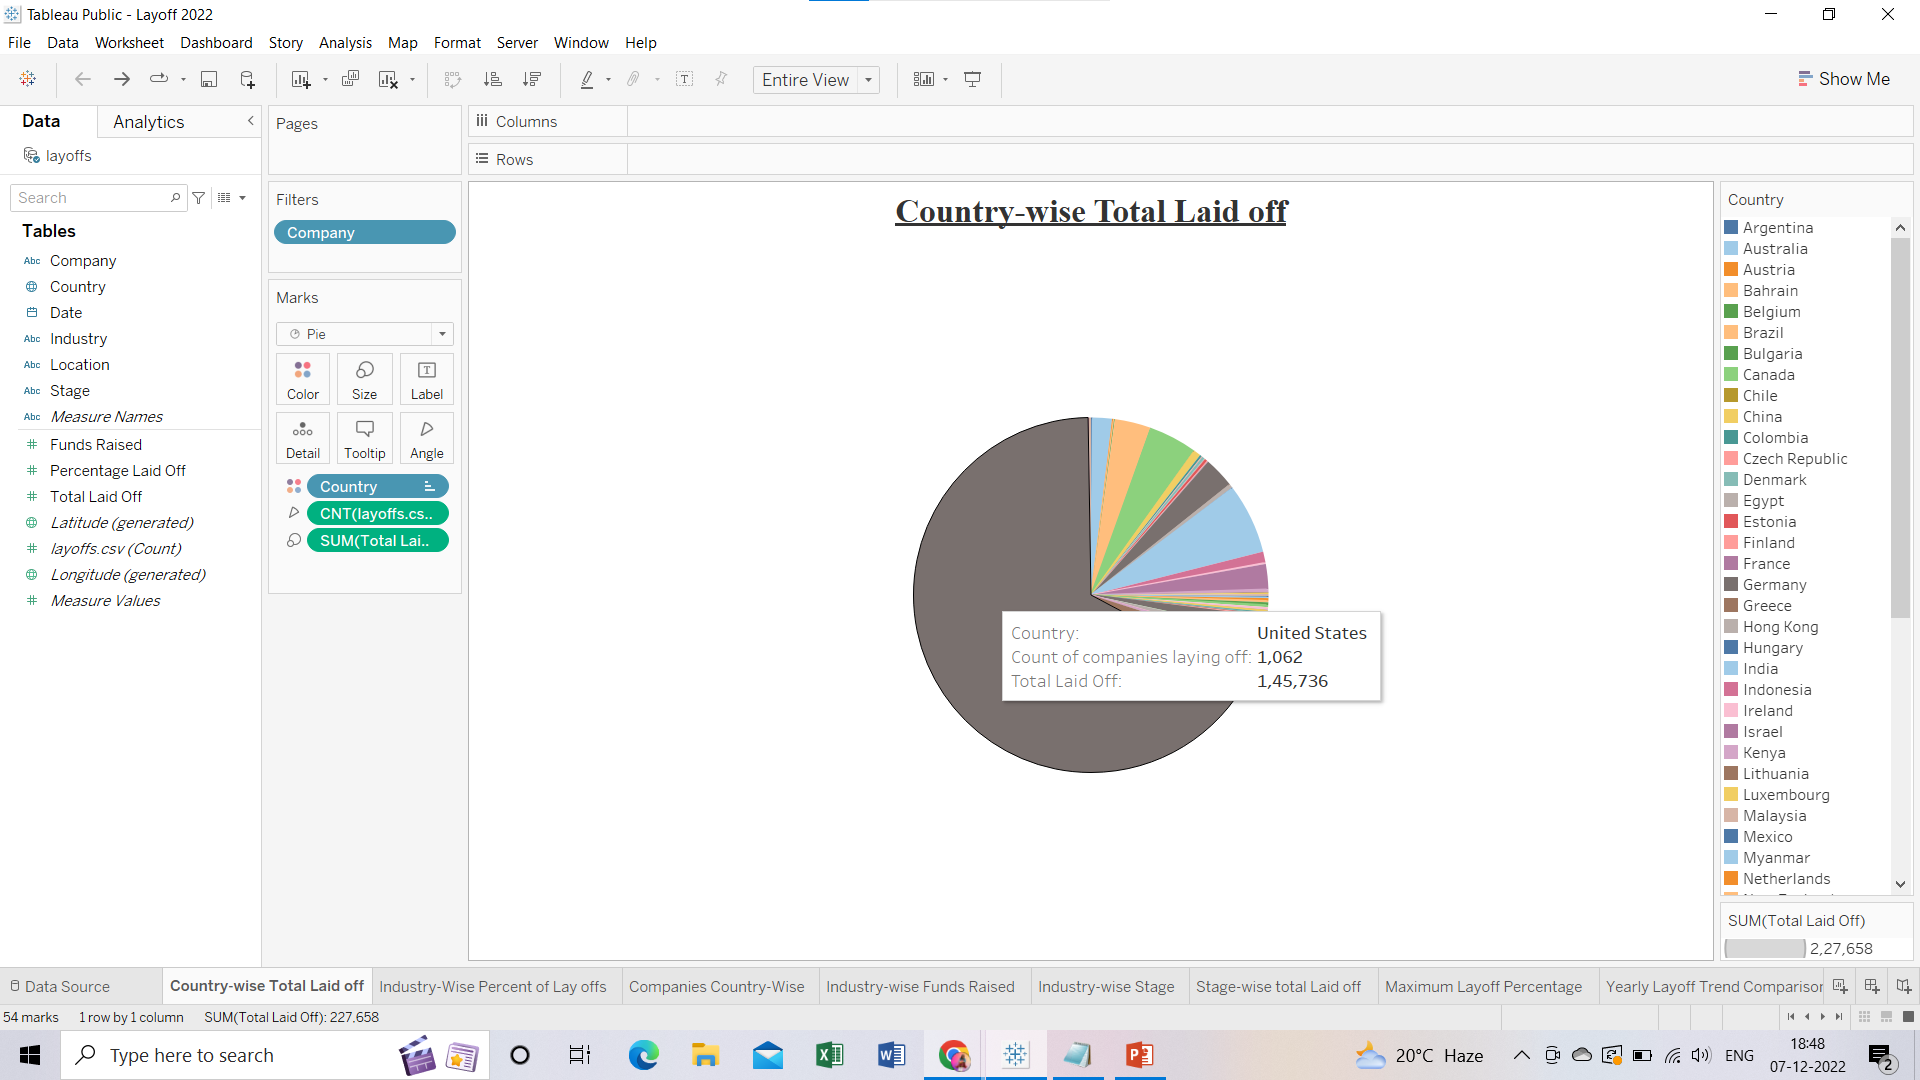 Tableau Public - Layoff 2022
File Data Worksheet Dashboard Story Analysis Map Format Server Window Help
Entire View
Show Me
Data Analytics
layoffs
Search
Tables
Abc Company
Country
Date
Abc Industry
Abc Location
Abc Stage
Abc Measure Names
Funds Raised
Percentage Laid Off
Total Laid Off
Latitude (generated)
layoffs.csv (Count)
Longitude (generated)
Measure Values
Pages
Filters
Company
Marks
Pie
Color Size Label
Detail Tooltip Angle
Country
CNT(layoffs.cs..
SUM(Total Lai..
Columns
Rows
Country-wise Total Laid off
Country: United States
Count of companies laying off: 1,062
Total Laid Off: 1,45,736
Country
Argentina
Australia
Austria
Bahrain
Belgium
Brazil
Bulgaria
Canada
Chile
China
Colombia
Czech Republic
Denmark
Egypt
Estonia
Finland
France
Germany
Greece
Hong Kong
Hungary
India
Indonesia
Ireland
Israel
Kenya
Lithuania
Luxembourg
Malaysia
Mexico
Myanmar
Netherlands
SUM(Total Laid Off)
2,27,658
Data Source Country-wise Total Laid off Industry-Wise Percent of Lay offs Companies Country-Wise Industry-wise Funds Raised Industry-wise Stage Stage-wise total Laid off Maximum Layoff Percentage Yearly Layoff Trend Comparison
54 marks 1 row by 1 column SUM(Total Laid Off): 227,658
Type here to search
20°C Haze
ENG
18:48
07-12-2022
2